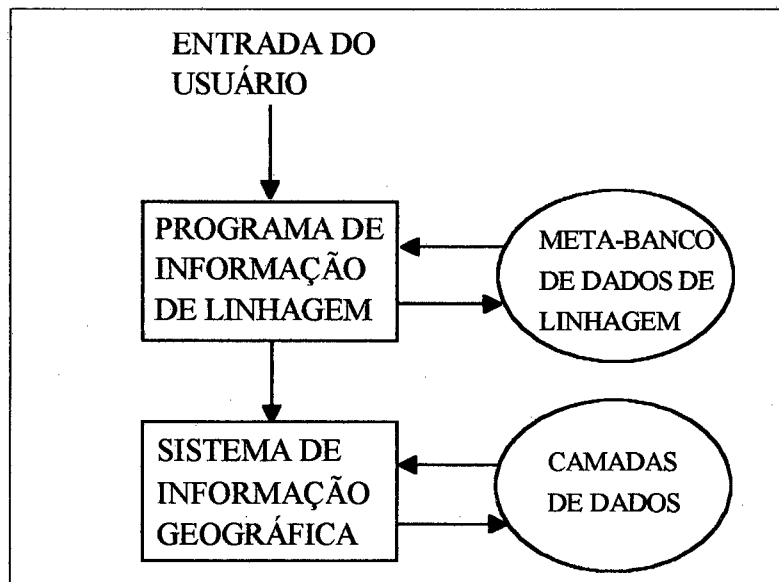 ENTRADA DO
USUÁRIO
PROGRAMA DE
INFORMAÇÃO
DE LINHAGEM
META-BANCO
DE DADOS DE
LINHAGEM
SISTEMA DE
INFORMAÇÃO
GEOGRÁFICA
CAMADAS
DE DADOS